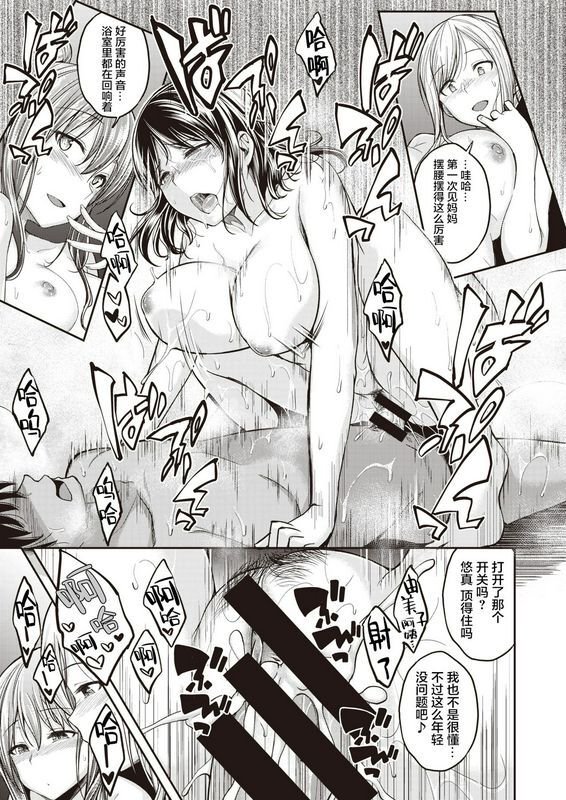 …哇哈…
第一次见妈妈
摆腰摆得这么厉害
哈
啊
好厉害的声音…
浴室里都在回响着
哈
啊
哈
啊
哈
呜
呜
哈
打开了那个
开关吗?
悠真 顶得住吗
由美子
射了
我也不是很懂…
不过这么年轻
没问题吧♪
啊
哈
啊
哈
啊
哈
啊
哈